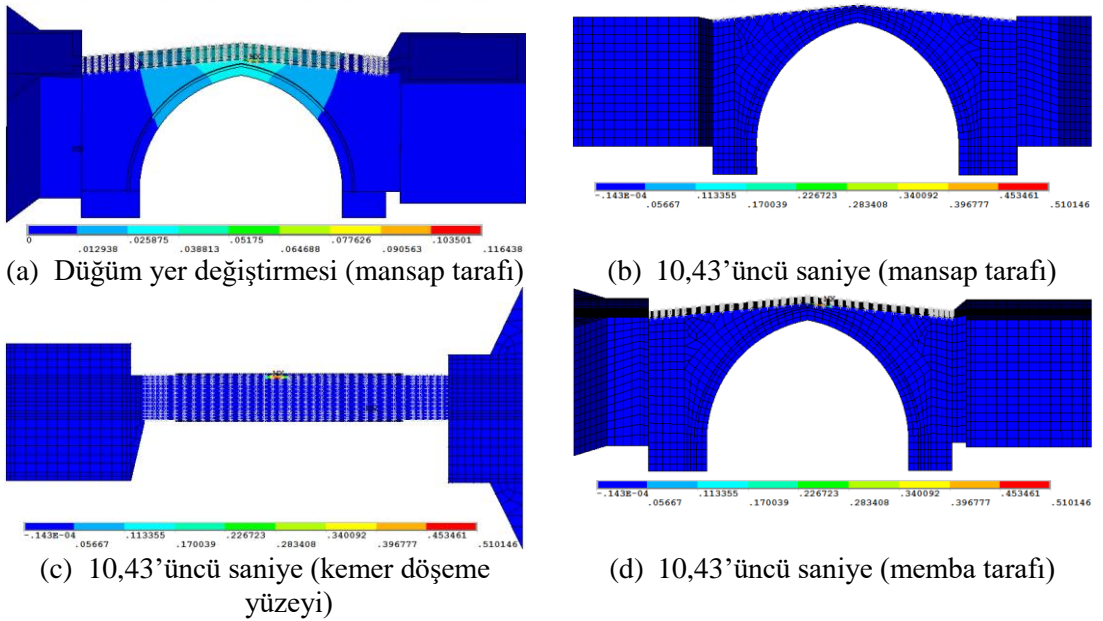 0 .025875 .05175 .077626 .103501
.012938 .038813 .064688 .090563 .116438
(a) Düğüm yer değiştirmesi (mansap tarafı)
-.143E-04 .113355 .226723 .340092 .453461
.05667 .170039 .283408 .396777 .510146
(b) 10,43’üncü saniye (mansap tarafı)
MX
-.143E-04 .113355 .226723 .340092 .453461
.05667 .170039 .283408 .396777 .510146
(c) 10,43’üncü saniye (kemer döşeme
yüzeyi)
-.143E-04 .113355 .226723 .340092 .453461
.05667 .170039 .283408 .396777 .510146
(d) 10,43’üncü saniye (memba tarafı)